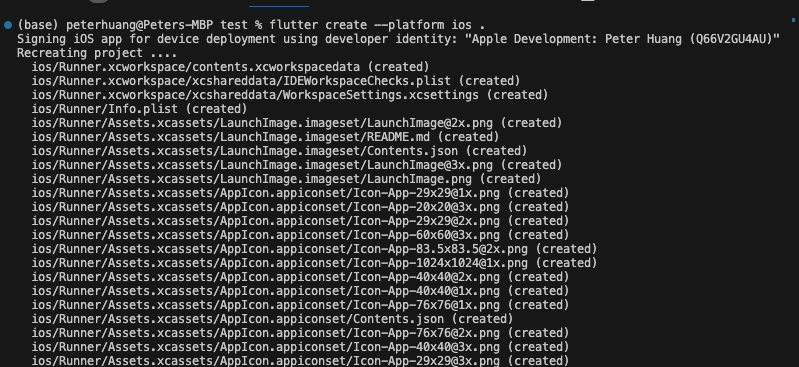 (base) peterhuang@Peters-MBP test % flutter create --platform ios .
Signing iOS app for device deployment using developer identity: "Apple Development: Peter Huang (Q66V2GU4AU)"
Recreating project ....
ios/Runner.xcworkspace/contents.xcworkspacedata (created)
ios/Runner.xcworkspace/xcshareddata/IDEWorkspaceChecks.plist (created)
ios/Runner.xcworkspace/xcshareddata/WorkspaceSettings.xcsettings (created)
ios/Runner/Info.plist (created)
ios/Runner/Assets.xcassets/LaunchImage.imageset/LaunchImage@2x.png (created)
ios/Runner/Assets.xcassets/LaunchImage.imageset/README.md (created)
ios/Runner/Assets.xcassets/LaunchImage.imageset/Contents.json (created)
ios/Runner/Assets.xcassets/LaunchImage.imageset/LaunchImage@3x.png (created)
ios/Runner/Assets.xcassets/LaunchImage.imageset/LaunchImage.png (created)
ios/Runner/Assets.xcassets/AppIcon.appiconset/Icon-App-29x29@1x.png (created)
ios/Runner/Assets.xcassets/AppIcon.appiconset/Icon-App-20x20@3x.png (created)
ios/Runner/Assets.xcassets/AppIcon.appiconset/Icon-App-29x29@2x.png (created)
ios/Runner/Assets.xcassets/AppIcon.appiconset/Icon-App-60x60@3x.png (created)
ios/Runner/Assets.xcassets/AppIcon.appiconset/Icon-App-83.5x83.5@2x.png (created)
ios/Runner/Assets.xcassets/AppIcon.appiconset/Icon-App-1024x1024@1x.png (created)
ios/Runner/Assets.xcassets/AppIcon.appiconset/Icon-App-40x40@2x.png (created)
ios/Runner/Assets.xcassets/AppIcon.appiconset/Icon-App-40x40@1x.png (created)
ios/Runner/Assets.xcassets/AppIcon.appiconset/Icon-App-76x76@1x.png (created)
ios/Runner/Assets.xcassets/AppIcon.appiconset/Contents.json (created)
ios/Runner/Assets.xcassets/AppIcon.appiconset/Icon-App-76x76@2x.png (created)
ios/Runner/Assets.xcassets/AppIcon.appiconset/Icon-App-40x40@3x.png (created)
ios/Runner/Assets.xcassets/AppIcon.appiconset/Icon-App-29x29@3x.png (created)